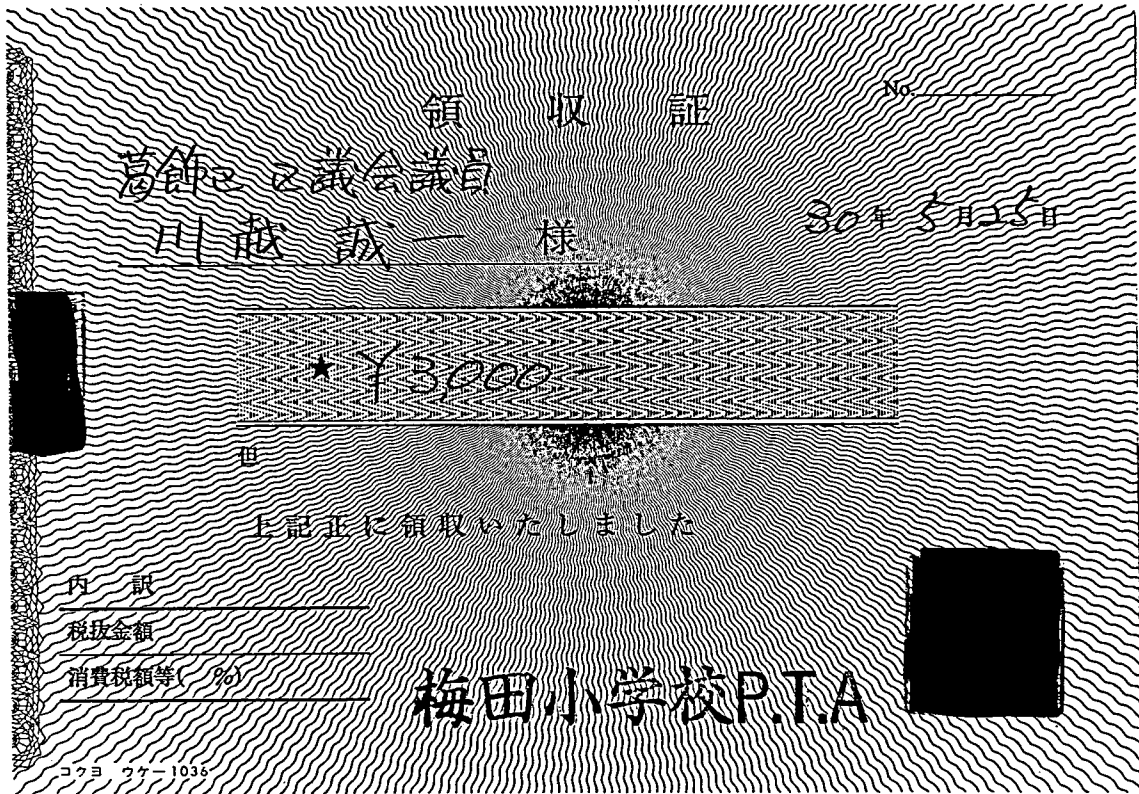 領収証
No.
葛飾区 区議会議員
川越誠一 様
30年 5月25日
★ ¥3,000.-
但
上記正に領収いたしました
内 訳
税抜金額
消費税額等( %)
梅田小学校P.T.A
コクヨ ウケ-1036